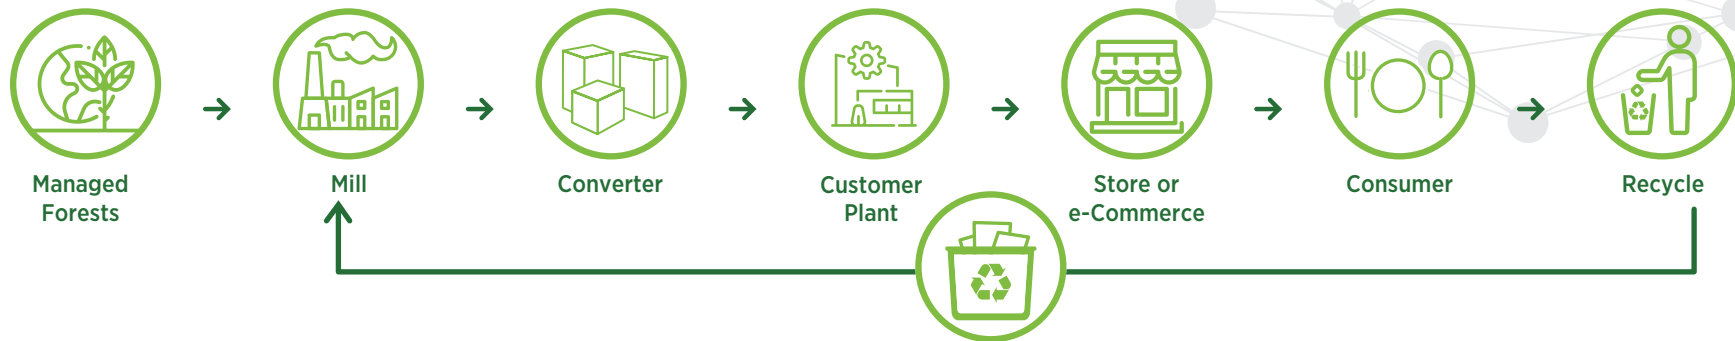 Managed
Forests
Mill
Converter
Customer
Plant
Store or
e-Commerce
Consumer
Recycle